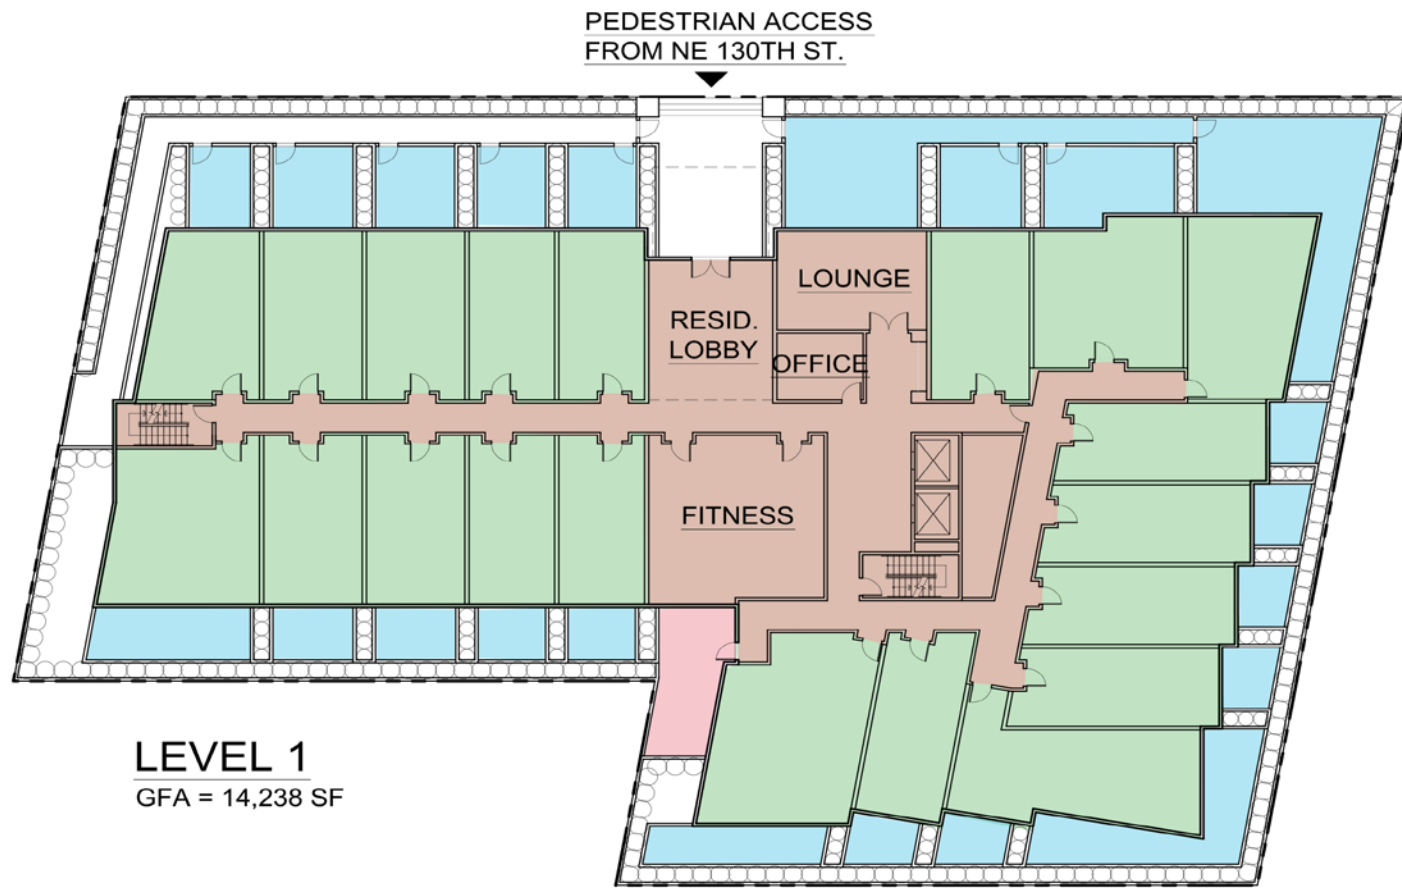 PEDESTRIAN ACCESS
FROM NE 130TH ST.
LOUNGE
RESID.
LOBBY
OFFICE
FITNESS
LEVEL 1
GFA = 14,238 SF